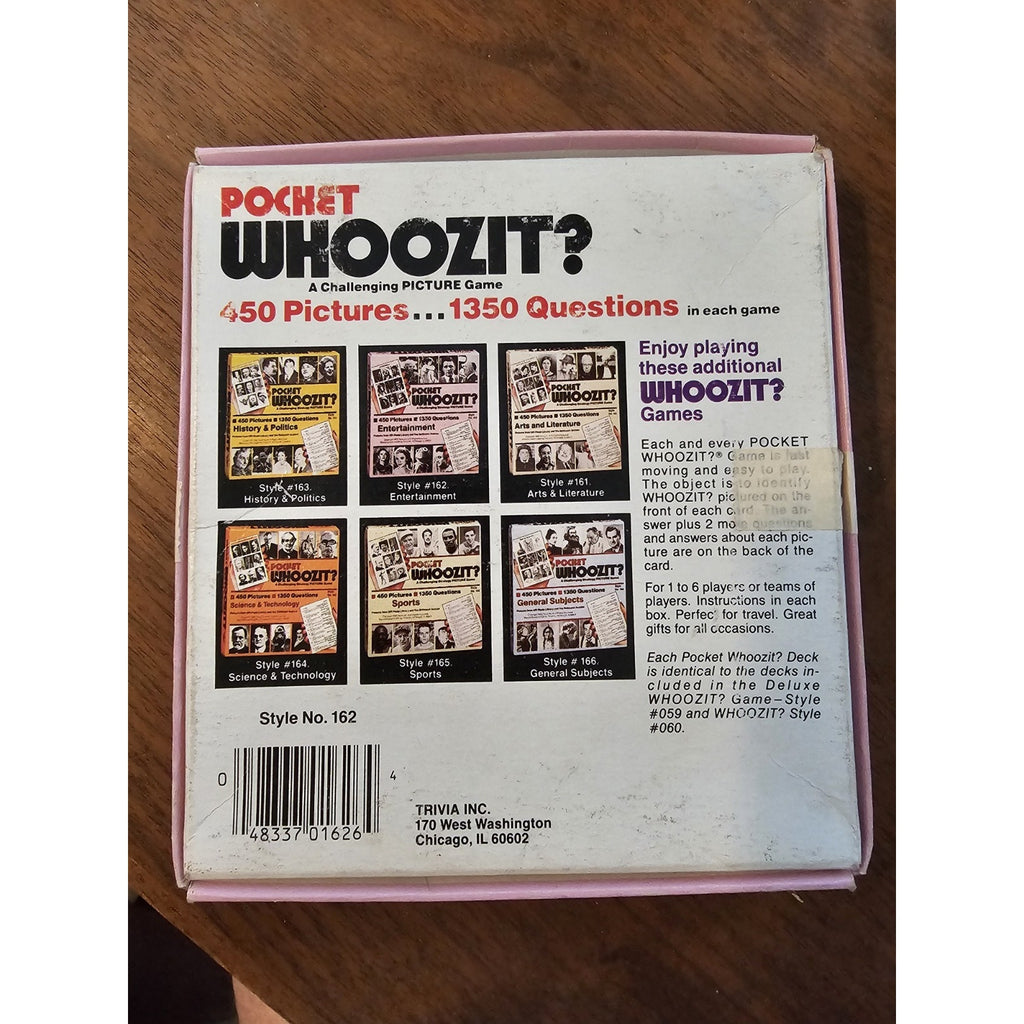 POCKET
WHOOZIT?
A Challenging PICTURE Game
450 Pictures...1350 Questions in each game
POCKET
WHOOZIT?
450 Pictures 1350 Questions
History & Politics
Style #163.
History & Politics
POCKET
WHOOZIT?
450 Pictures 1350 Questions
Entertainment
Style #162.
Entertainment
POCKET
WHOOZIT?
450 Pictures 1350 Questions
Arts and Literature
Style #161.
Arts & Literature
POCKET
WHOOZIT?
450 Pictures 1350 Questions
Science & Technology
Style #164.
Science & Technology
POCKET
WHOOZIT?
450 Pictures 1350 Questions
Sports
Style #165.
Sports
POCKET
WHOOZIT?
450 Pictures 1350 Questions
General Subjects
Style #166.
General Subjects
Enjoy playing
these additional
WHOOZIT?
Games
Each and every POCKET
WHOOZIT?® Game is fast
moving and easy to play.
The object is to identify
WHOOZIT? pictured on the
front of each card. The an-
swer plus 2 more questions
and answers about each pic-
ture are on the back of the
card.
For 1 to 6 players or teams of
players. Instructions in each
box. Perfect for travel. Great
gifts for all occasions.
Each Pocket Whoozit? Deck
is identical to the decks in-
cluded in the Deluxe
WHOOZIT? Game–Style
#059 and WHOOZIT? Style
#060.
Style No. 162
0 48337 01626 4
TRIVIA INC.
170 West Washington
Chicago, IL 60602